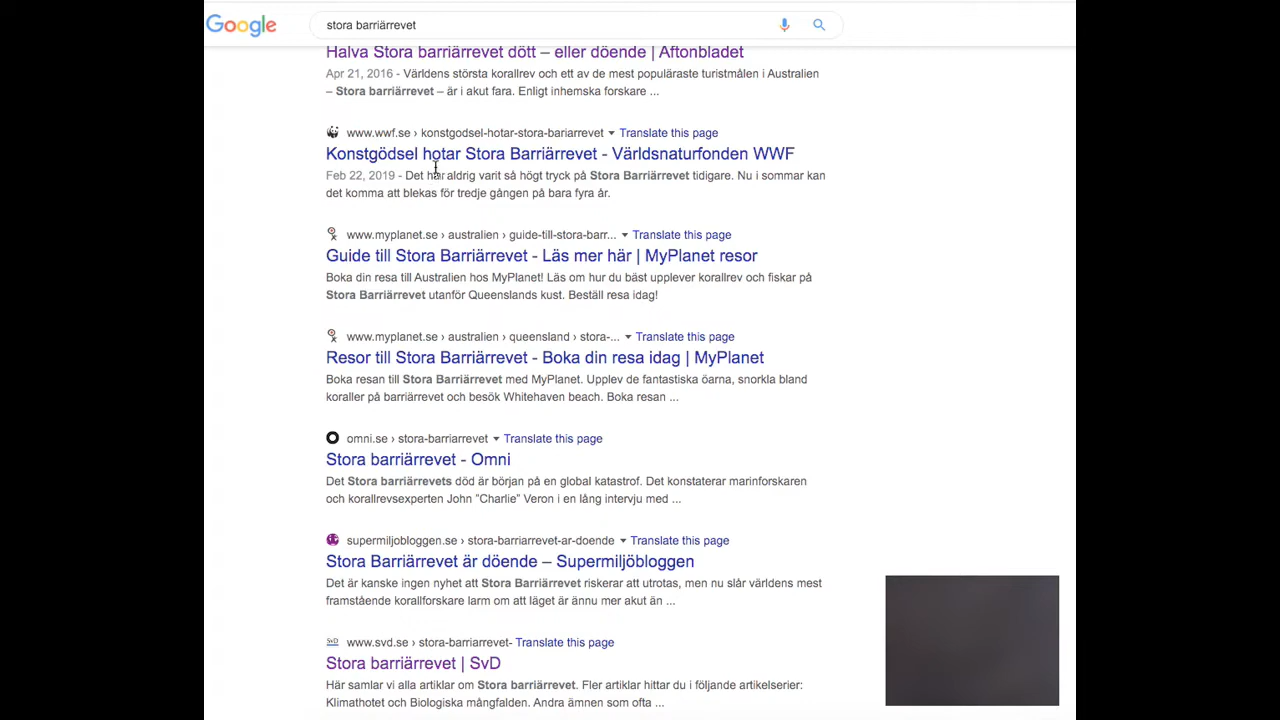 Google
stora barriärrevet
Halva Stora barriärrevet dött – eller döende | Aftonbladet
Apr 21, 2016 - Världens största korallrev och ett av de mest populäraste turistmålen i Australien
– Stora barriärrevet – är i akut fara. Enligt inhemska forskare ...
www.wwf.se › konstgodsel-hotar-stora-bariarrevet Translate this page
Konstgödsel hotar Stora Barriärrevet - Världsnaturfonden WWF
Feb 22, 2019 - Det har aldrig varit så högt tryck på Stora Barriärrevet tidigare. Nu i sommar kan
det komma att blekas för tredje gången på bara fyra år.
www.myplanet.se › australien › guide-till-stora-barr... Translate this page
Guide till Stora Barriärrevet - Läs mer här | MyPlanet resor
Boka din resa till Australien hos MyPlanet! Läs om hur du bäst upplever korallrev och fiskar på
Stora Barriärrevet utanför Queenslands kust. Beställ resa idag!
www.myplanet.se › australien › queensland › stora-... Translate this page
Resor till Stora Barriärrevet - Boka din resa idag | MyPlanet
Boka resan till Stora Barriärrevet med MyPlanet. Upplev de fantastiska öarna, snorkla bland
koraller på barriärrevet och besök Whitehaven beach. Boka resan ...
omni.se › stora-barriarrevet Translate this page
Stora barriärrevet - Omni
Det Stora barriärrevets död är början på en global katastrof. Det konstaterar marinforskaren
och korallrevsexperten John "Charlie" Veron i en lång intervju med ...
supermiljobloggen.se › stora-barriarrevet-ar-doende Translate this page
Stora Barriärrevet är döende – Supermiljöbloggen
Det är kanske ingen nyhet att Stora Barriärrevet riskerar att utrotas, men nu slår världens mest
framstående korallforskare larm om att läget är ännu mer akut än ...
SvD www.svd.se › stora-barriarrevet- Translate this page
Stora barriärrevet | SvD
Här samlar vi alla artiklar om Stora barriärrevet. Fler artiklar hittar du i följande artikelserier:
Klimathotet och Biologiska mångfalden. Andra ämnen som ofta ...